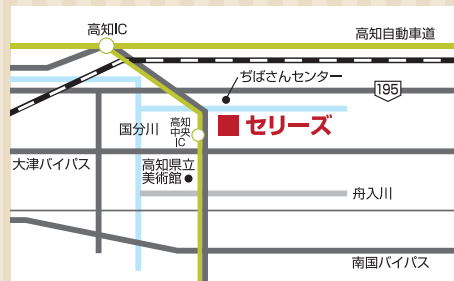 高知IC
高知自動車道
ぢばさんセンター
195
国分川
高知
中央
IC
セリーズ
大津バイパス
高知県立
美術館
舟入川
南国バイパス